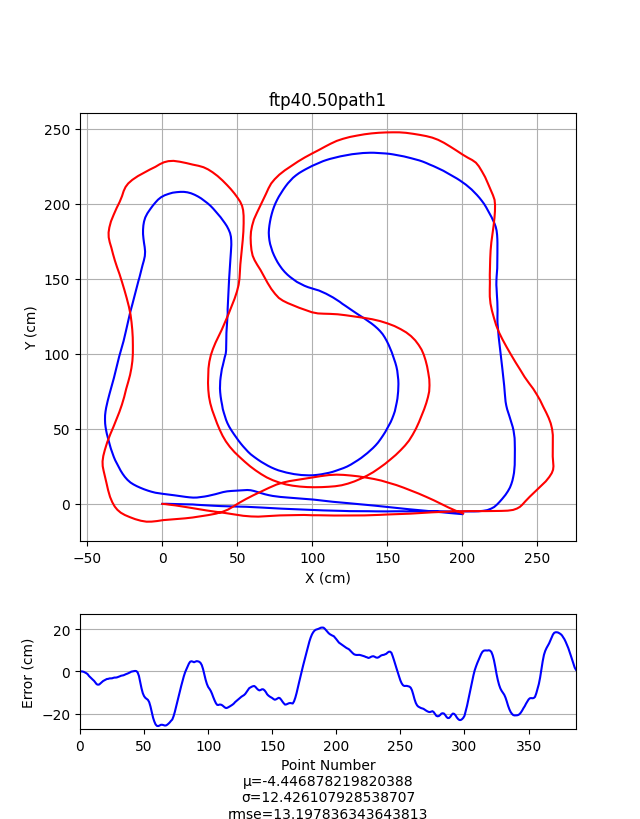 ftp40.50path1
250
200
150
100
50
0
Y (cm)
−50 0 50 100 150 200 250
X (cm)
20
0
−20
Error (cm)
0 50 100 150 200 250 300 350
Point Number
μ=-4.446878219820388
σ=12.426107928538707
rmse=13.197836343643813